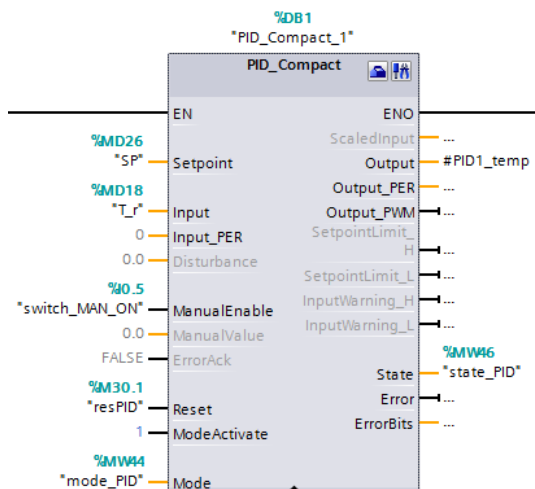 %DB1
"PID_Compact_1"
PID_Compact
EN ENO
ScaledInput ...
%MD26
"SP" Setpoint Output #PID1_temp
Output_PER ...
%MD18
"T_r" Input Output_PWM ...
0 Input_PER SetpointLimit_
H ...
0.0 Disturbance
SetpointLimit_L ...
%I0.5
"switch_MAN_ON" ManualEnable InputWarning_H ...
0.0 ManualValue InputWarning_L ...
FALSE ErrorAck
%MW46
State "state_PID"
%M30.1
"resPID" Reset Error ...
1 ModeActivate ErrorBits ...
%MW44
"mode_PID" Mode